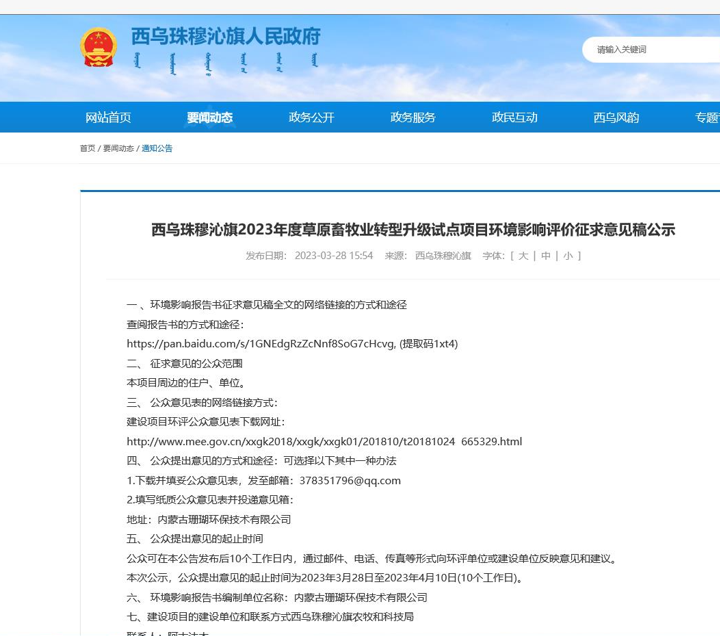 西乌珠穆沁旗人民政府
请输入关键词
网站首页 要闻动态 政务公开 政务服务 政民互动 西乌风韵 专题
首页 / 要闻动态 / 通知公告
西乌珠穆沁旗2023年度草原畜牧业转型升级试点项目环境影响评价征求意见稿公示
发布日期: 2023-03-28 15:54 来源: 西乌珠穆沁旗 字体: [ 大 | 中 | 小 ]
一 、环境影响报告书征求意见稿全文的网络链接的方式和途径
查阅报告书的方式和途径:
https://pan.baidu.com/s/1GNEdgRzZcNnf8SoG7cHcvg, (提取码1xt4)
二、 征求意见的公众范围
本项目周边的住户、单位。
三、 公众意见表的网络链接方式:
建设项目环评公众意见表下载网址:
http://www.mee.gov.cn/xxgk2018/xxgk/xxgk01/201810/t20181024_665329.html
四、 公众提出意见的方式和途径: 可选择以下其中一种办法
1.下载并填妥公众意见表，发至邮箱: 378351796@qq.com
2.填写纸质公众意见表并投递意见箱:
地址: 内蒙古珊瑚环保技术有限公司
五、 公众提出意见的起止时间
公众可在本公告发布后10个工作日内，通过邮件、电话、传真等形式向环评单位或建设单位反映意见和建议。
本次公示，公众提出意见的起止时间为2023年3月28日至2023年4月10日(10个工作日)。
六、 环境影响报告书编制单位名称: 内蒙古珊瑚环保技术有限公司
七、建设项目的建设单位和联系方式西乌珠穆沁旗农牧和科技局